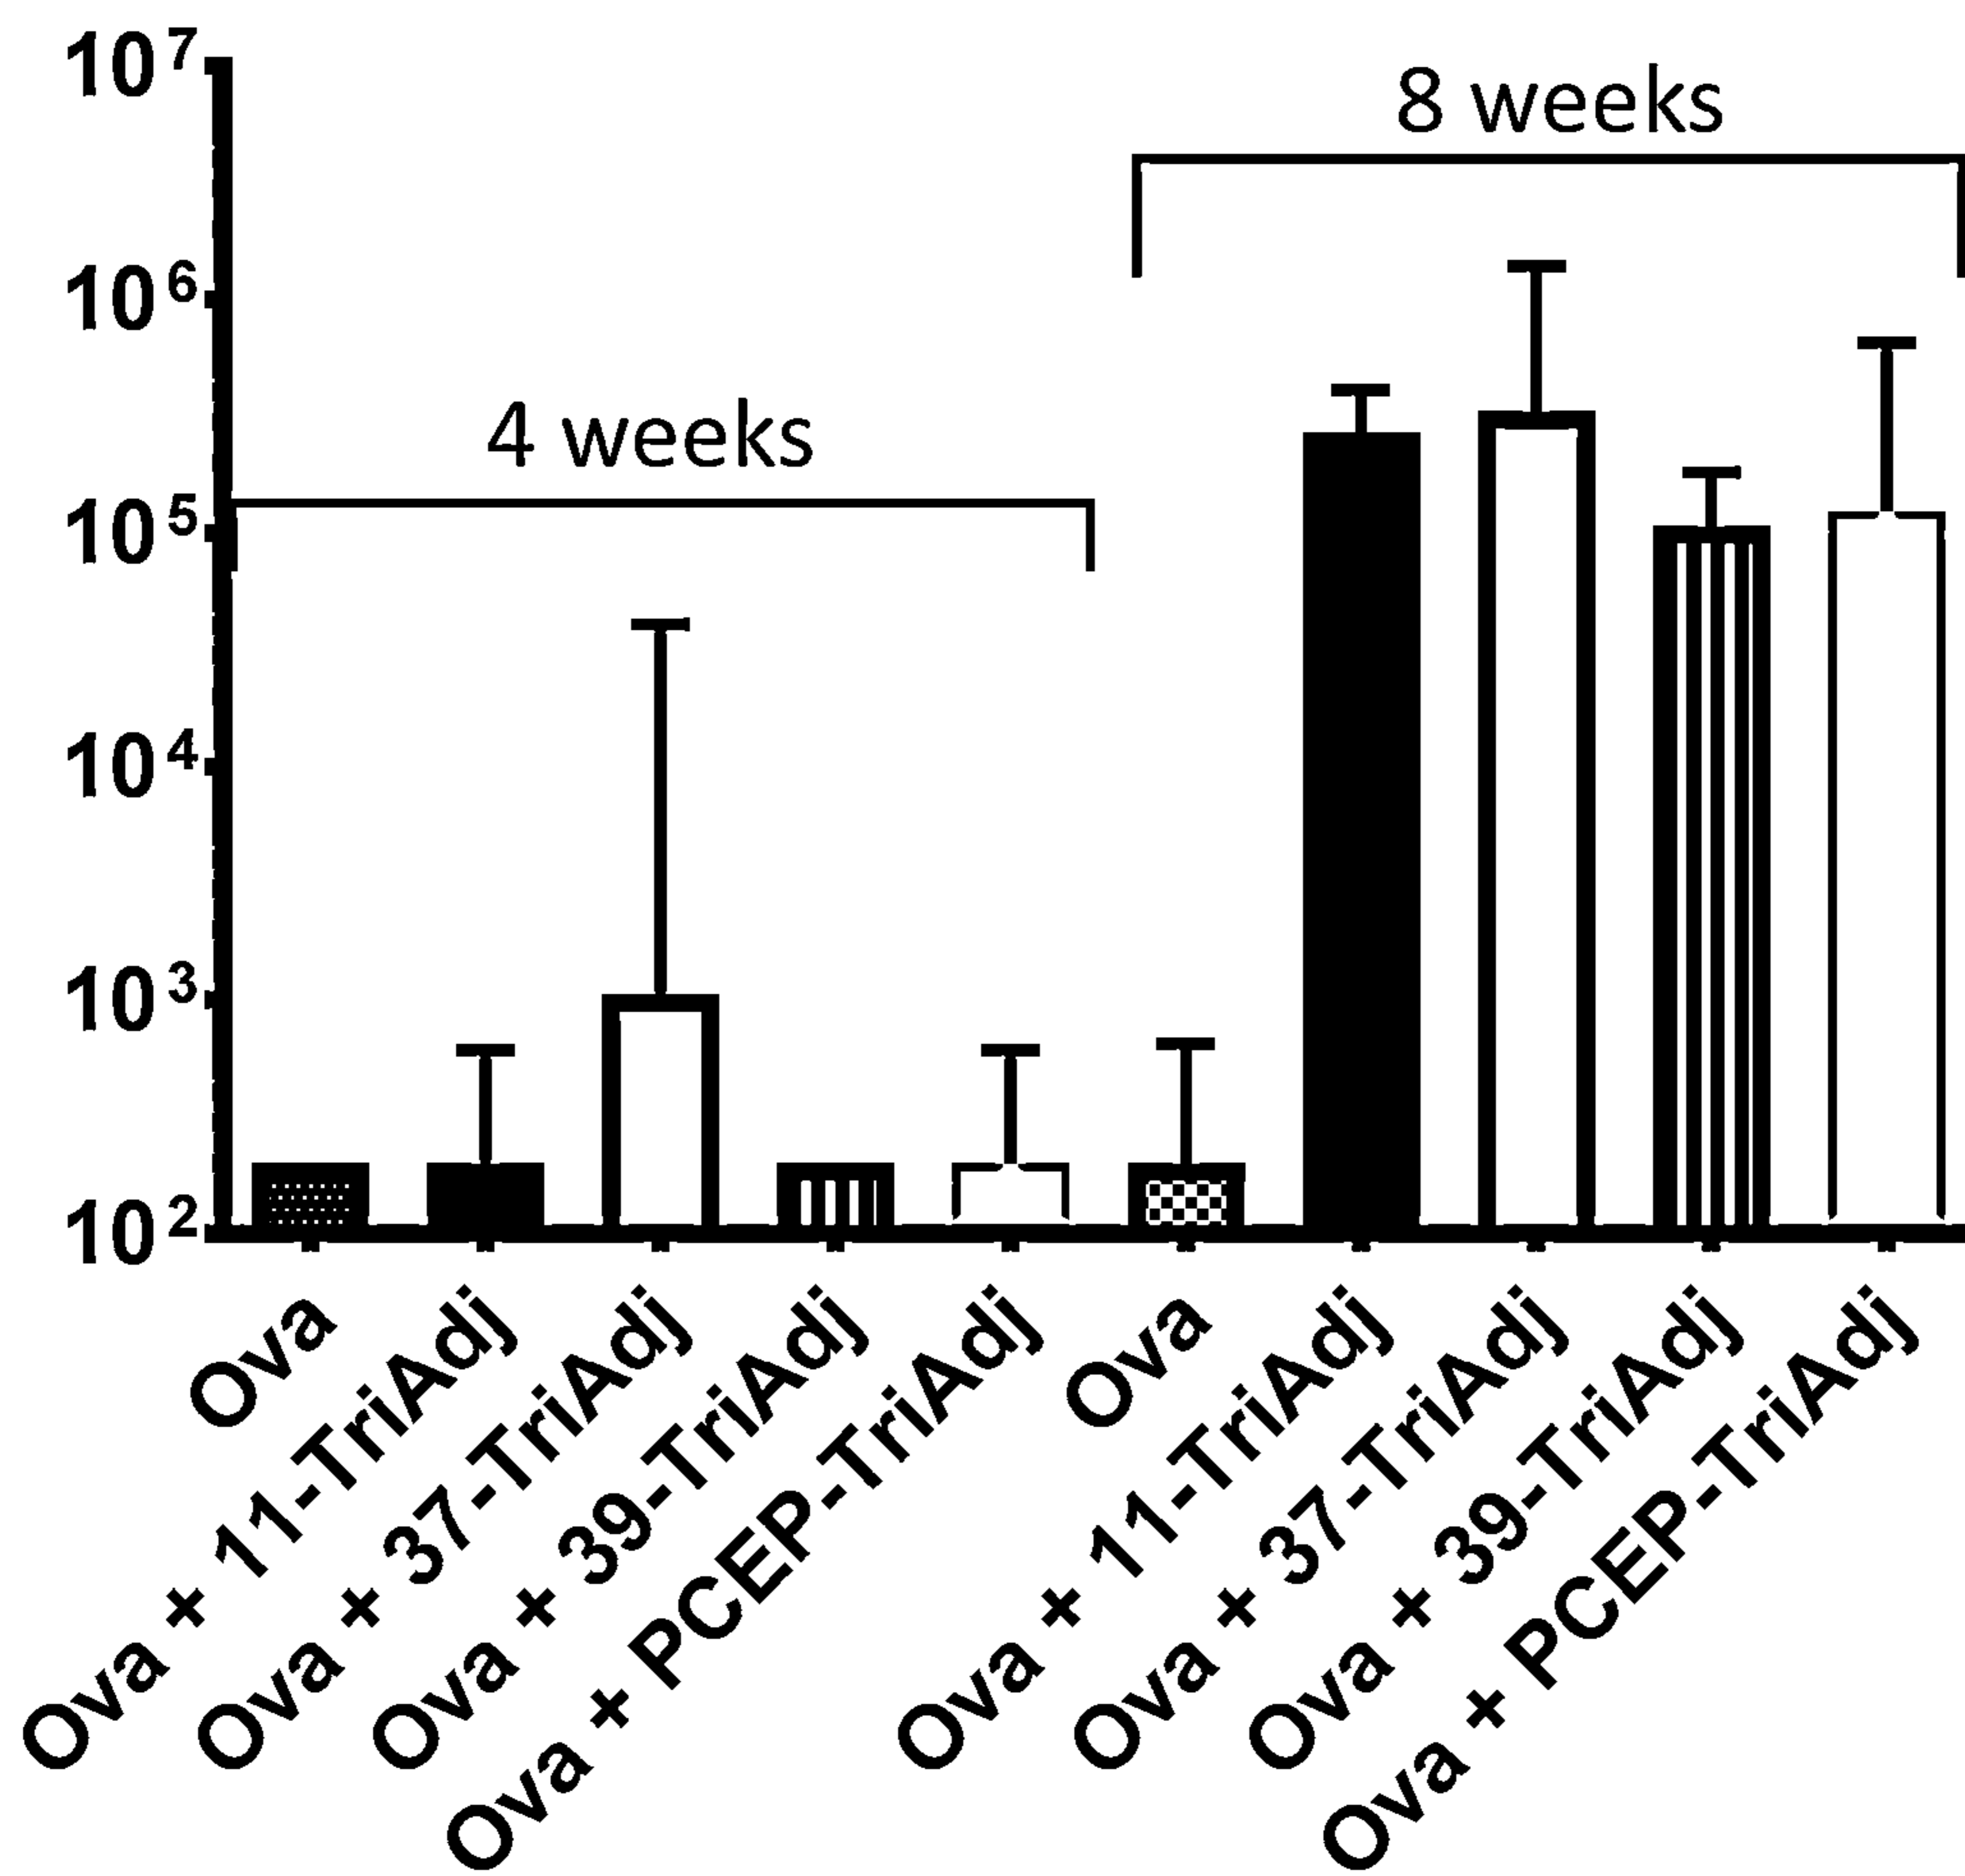 10⁷
8 weeks
10⁶
4 weeks
10⁵
10⁴
10³
10²
Ova
Ova + 11-TriAdj
Ova + 37-TriAdj
Ova + 39-TriAdj
Ova + PCEP-TriAdj
Ova
Ova + 11-TriAdj
Ova + 37-TriAdj
Ova + 39-TriAdj
Ova + PCEP-TriAdj